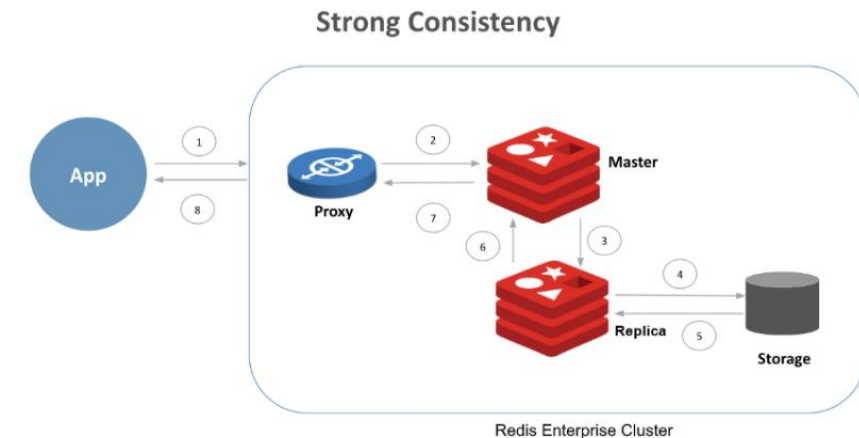 Strong Consistency
App
1
8
Proxy
2
7
Master
6
3
Replica
4
5
Storage
Redis Enterprise Cluster